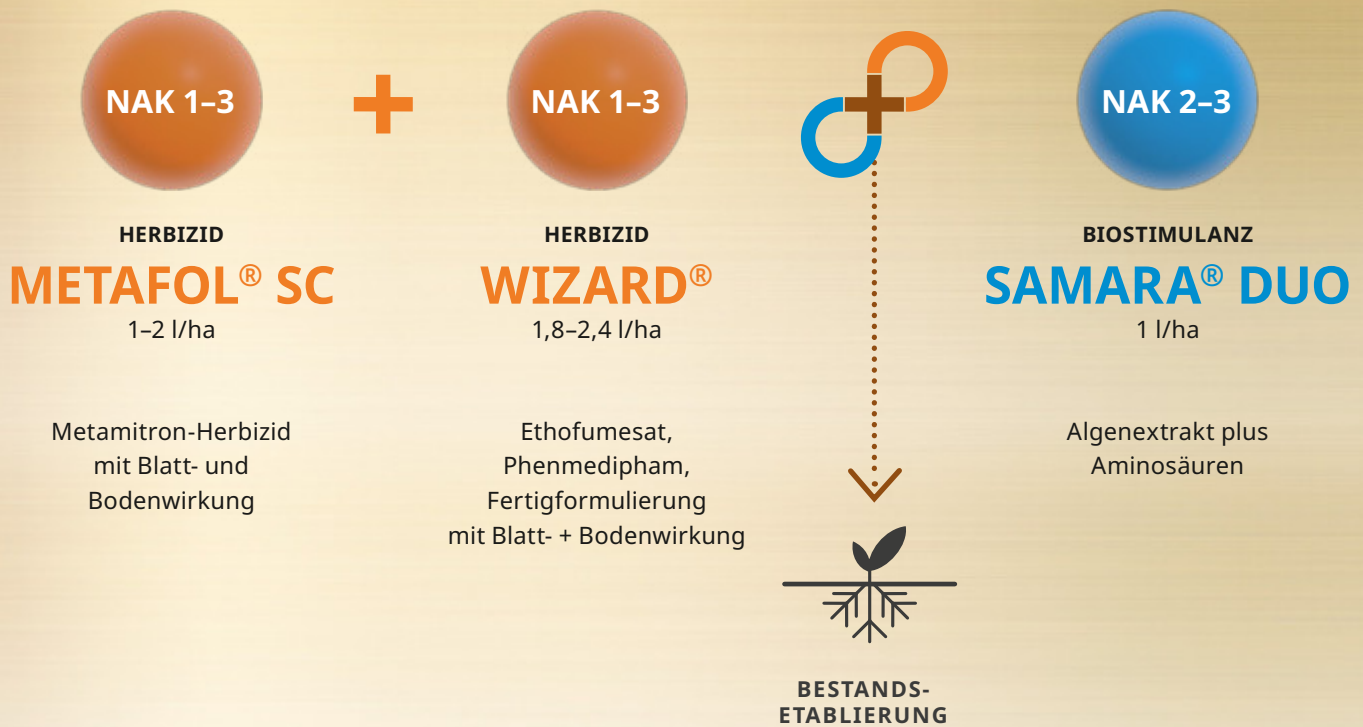 NAK 1–3
HERBIZID
METAFOL® SC
1–2 l/ha
Metamitron-Herbizid
mit Blatt- und
Bodenwirkung
+
NAK 1–3
HERBIZID
WIZARD®
1,8–2,4 l/ha
Ethofumesat,
Phenmedipham,
Fertigformulierung
mit Blatt- + Bodenwirkung
BESTANDS-
ETABLIERUNG
NAK 2–3
BIOSTIMULANZ
SAMARA® DUO
1 l/ha
Algenextrakt plus
Aminosäuren